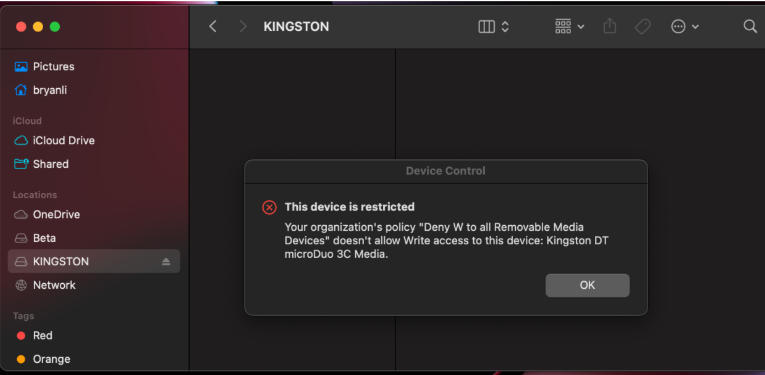 KINGSTON
Pictures
bryanli
iCloud
iCloud Drive
Shared
Locations
OneDrive
Beta
KINGSTON
Network
Tags
Red
Orange
Device Control
This device is restricted
Your organization's policy "Deny W to all Removable Media
Devices" doesn't allow Write access to this device: Kingston DT
microDuo 3C Media.
OK